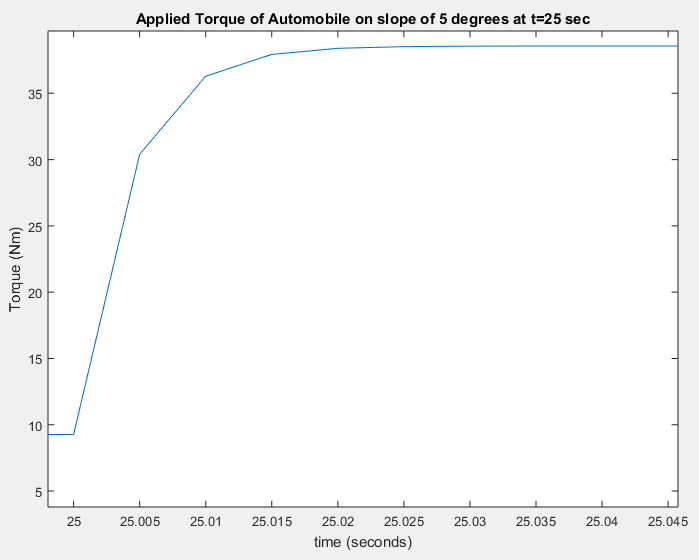 Applied Torque of Automobile on slope of 5 degrees at t=25 sec
Torque (Nm)
35
30
25
20
15
10
5
25 25.005 25.01 25.015 25.02 25.025 25.03 25.035 25.04 25.045
time (seconds)